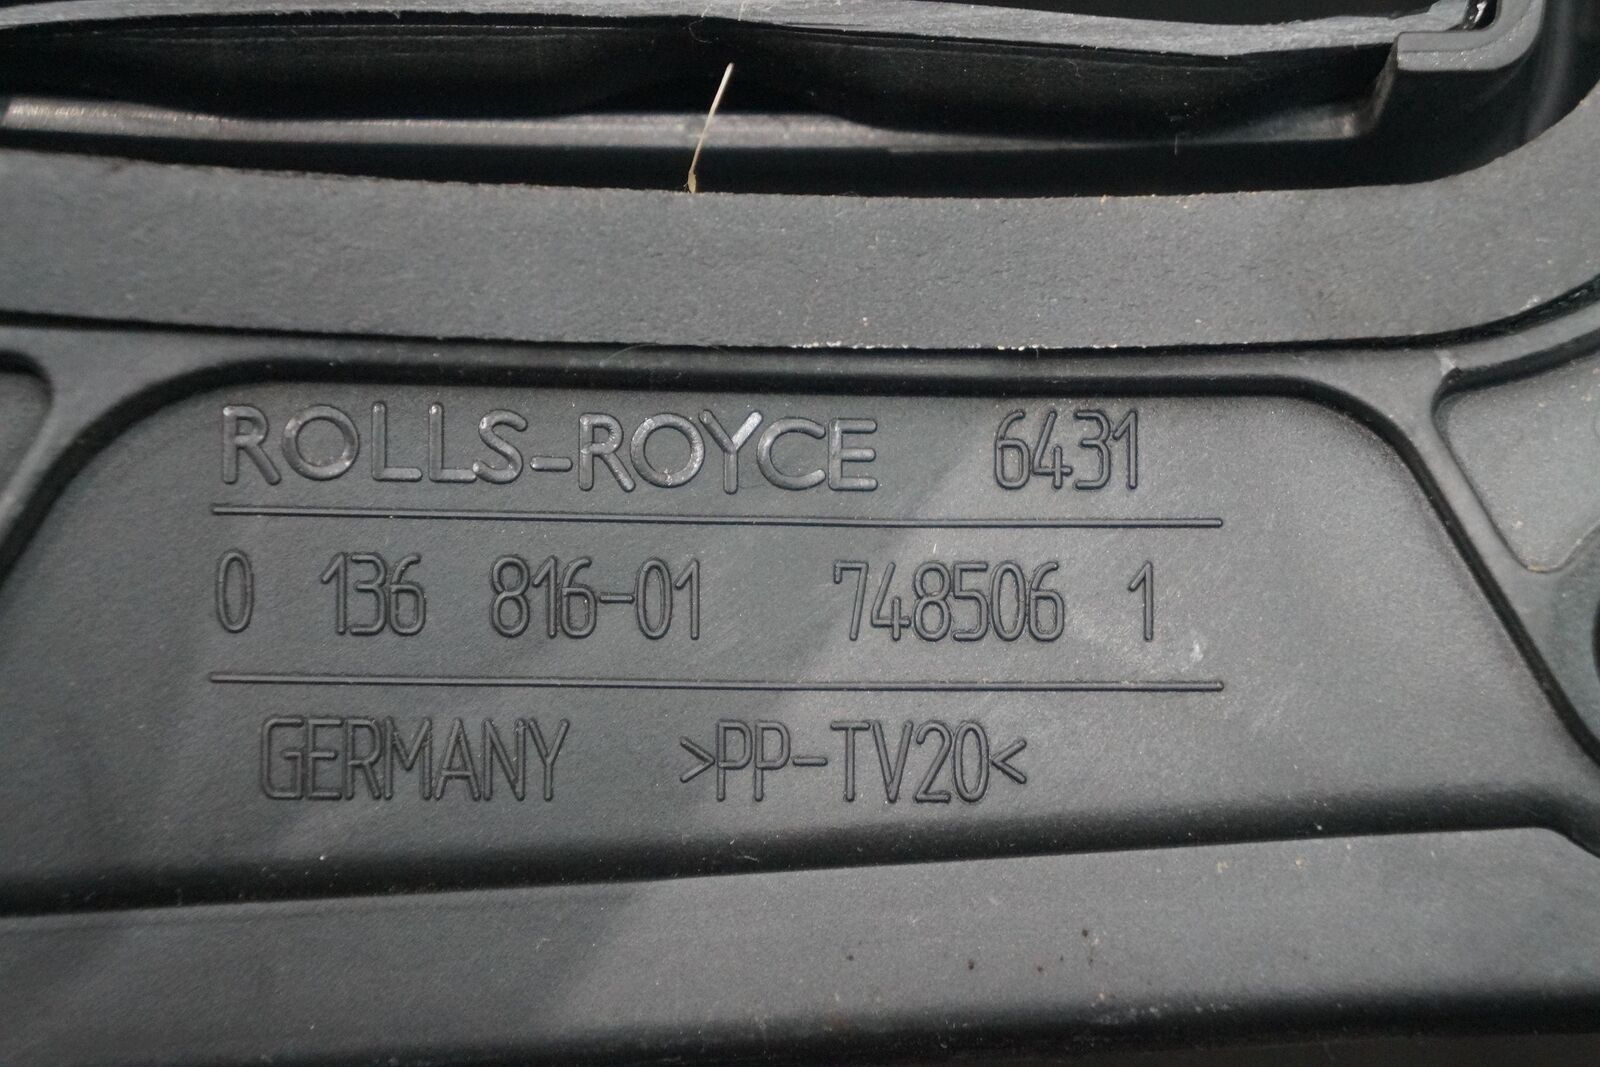 ROLLS-ROYCE 6431
0 136 816-01 748506 1
GERMANY >PP-TV20<